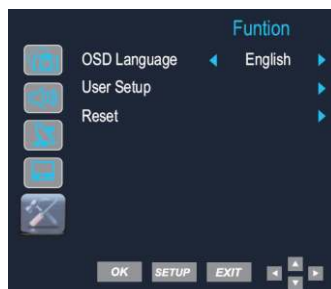 Funtion
OSD Language English
User Setup
Reset
OK SETUP EXIT